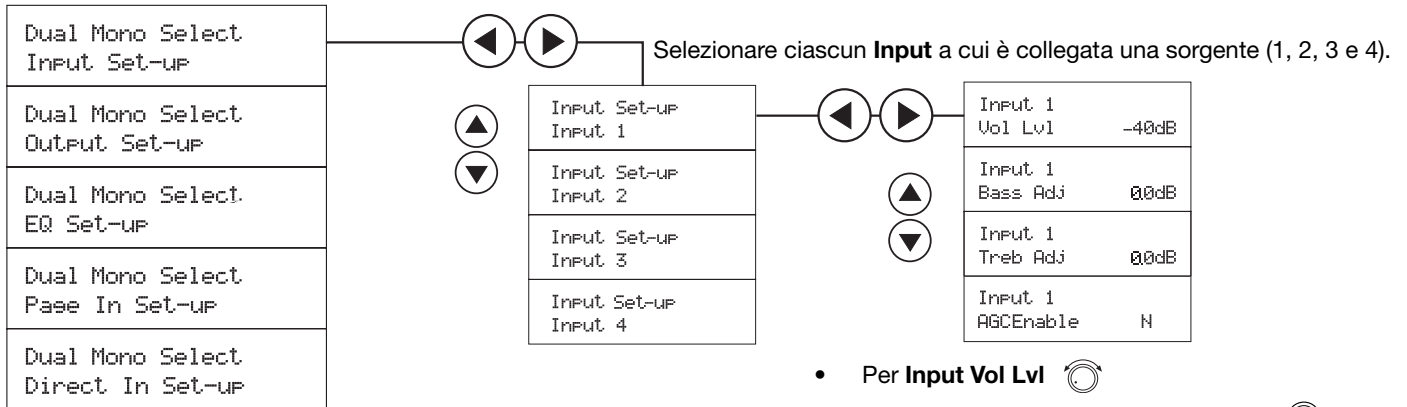 Dual Mono Select
Input Set-up
Dual Mono Select
Output Set-up
Dual Mono Select
EQ Set-up
Dual Mono Select
Page In Set-up
Dual Mono Select
Direct In Set-up
Selezionare ciascun Input a cui è collegata una sorgente (1, 2, 3 e 4).
Input Set-up
Input 1
Input Set-up
Input 2
Input Set-up
Input 3
Input Set-up
Input 4
Input 1
Vol Lvl -40dB
Input 1
Bass Adj 0.0dB
Input 1
Treb Adj 0.0dB
Input 1
AGCEnable N
• Per Input Vol Lvl